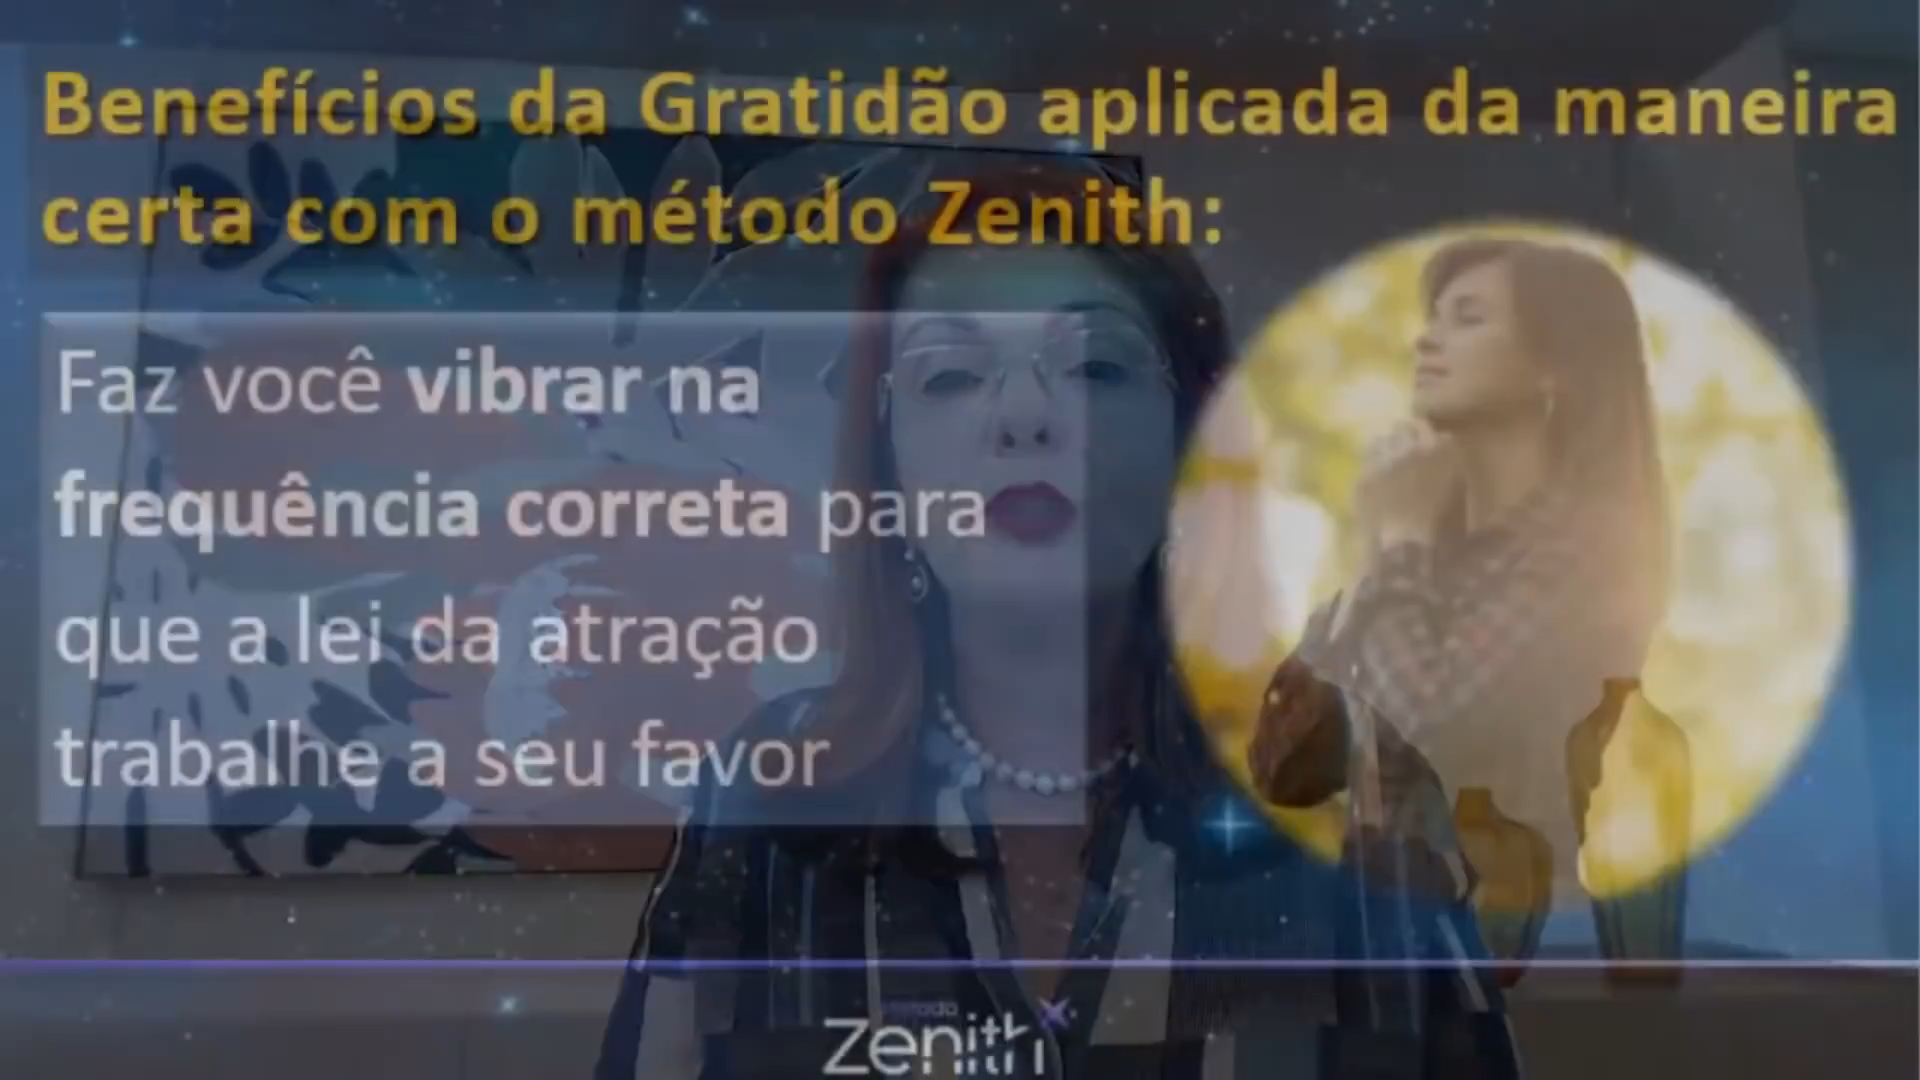 Benefícios da Gratidão aplicada da maneira
certa com o método Zenith:
Faz você vibrar na
frequência correta para
que a lei da atração
trabalhe a seu favor
método
Zenith